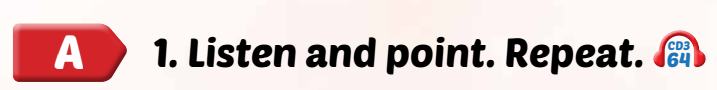 A 1. Listen and point. Repeat. CD3 64